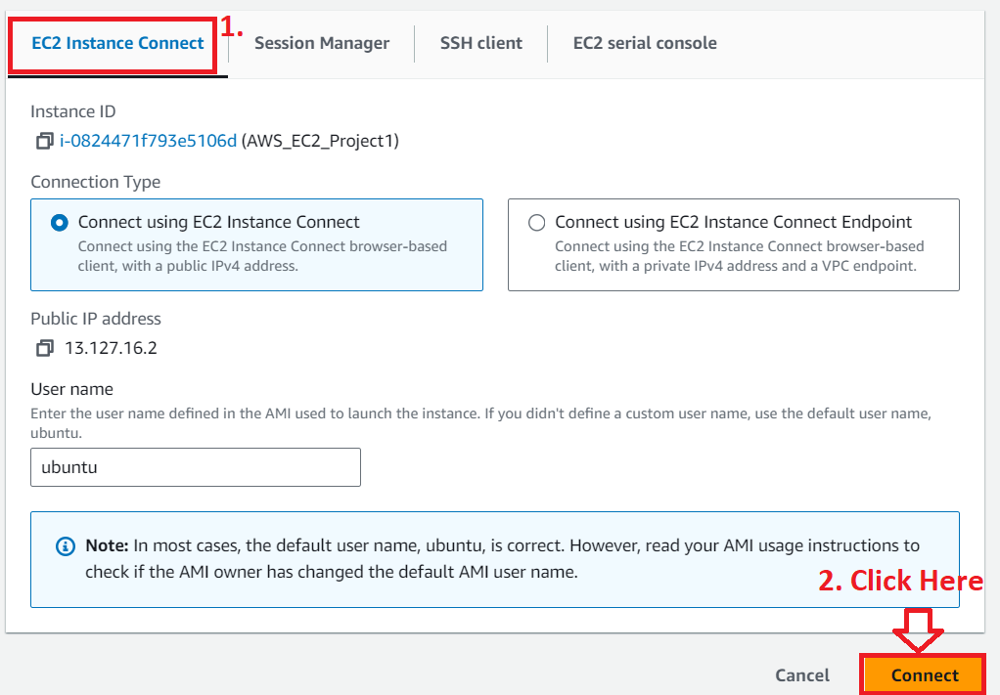 EC2 Instance Connect
1.
Session Manager
SSH client
EC2 serial console
Instance ID
i-0824471f793e5106d (AWS_EC2_Project1)
Connection Type
Connect using EC2 Instance Connect
Connect using the EC2 Instance Connect browser-based
client, with a public IPv4 address.
Connect using EC2 Instance Connect Endpoint
Connect using the EC2 Instance Connect browser-based
client, with a private IPv4 address and a VPC endpoint.
Public IP address
13.127.16.2
User name
Enter the user name defined in the AMI used to launch the instance. If you didn't define a custom user name, use the default user name,
ubuntu.
ubuntu
Note: In most cases, the default user name, ubuntu, is correct. However, read your AMI usage instructions to
check if the AMI owner has changed the default AMI user name.
2. Click Here
Cancel
Connect